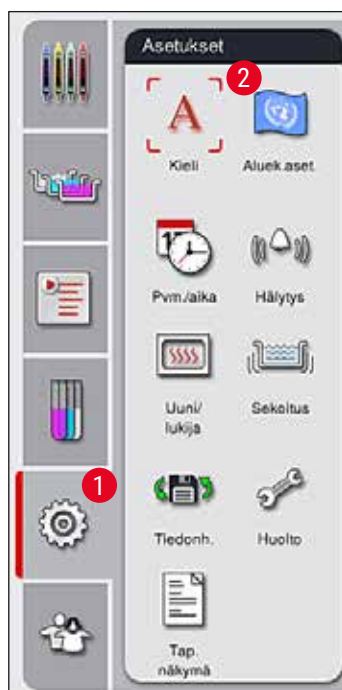 Asetukset
2
A
Kieli
Aluek.aset.
Pvm./aika
Hälytys
Uuni/
lukija
Sekoitus
1
Tiedonh.
Huolto
Tap.
näkymä